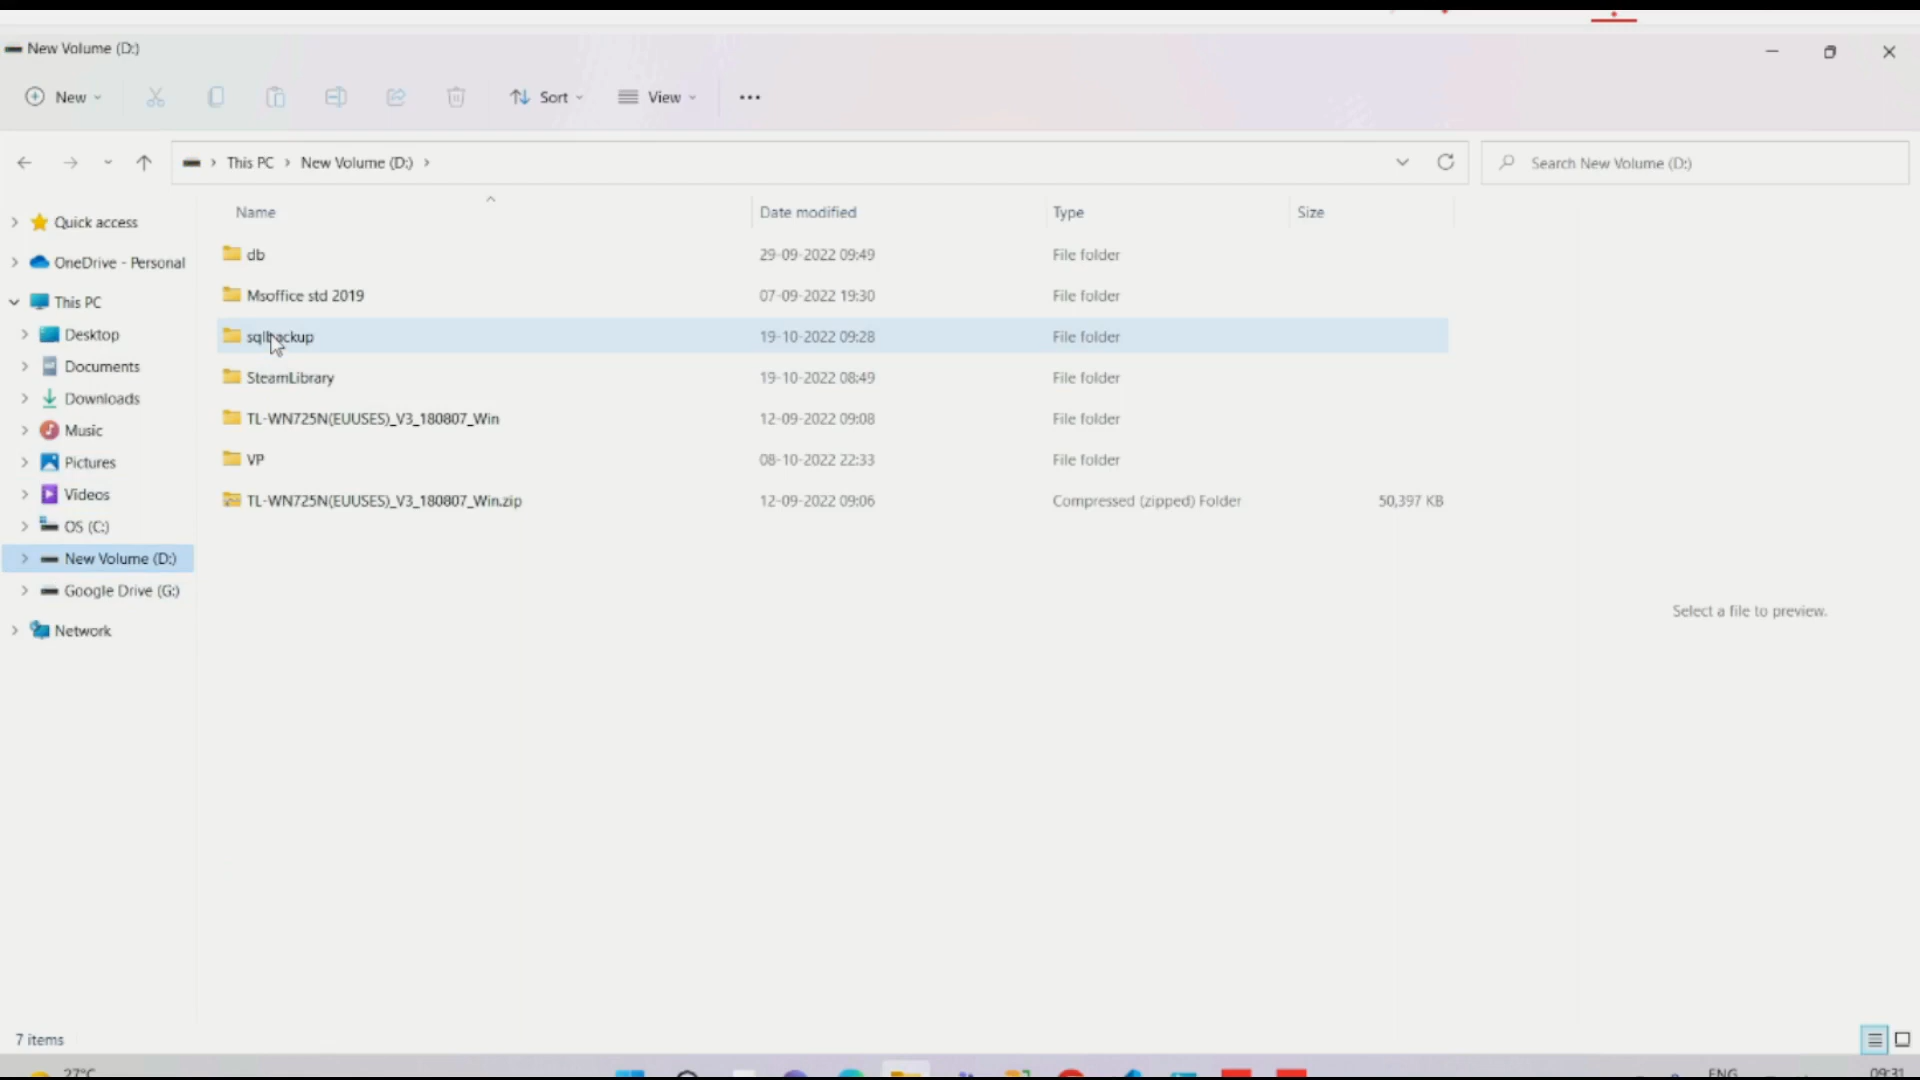 New Volume (D:)
New
Sort
View
This PC > New Volume (D:) >
Search New Volume (D:)
Name Date modified Type Size
Quick access
OneDrive - Personal
This PC
Desktop
Documents
Downloads
Music
Pictures
Videos
OS (C:)
New Volume (D:)
Google Drive (G:)
Network
db 29-09-2022 09:49 File folder
Msoffice std 2019 07-09-2022 19:30 File folder
sqlbackup 19-10-2022 09:28 File folder
SteamLibrary 19-10-2022 08:49 File folder
TL-WN725N(EUUSES)_V3_180807_Win 12-09-2022 09:08 File folder
VP 08-10-2022 22:33 File folder
TL-WN725N(EUUSES)_V3_180807_Win.zip 12-09-2022 09:06 Compressed (zipped) Folder 50,397 KB
Select a file to preview.
7 items
27°C
ENG
09:31